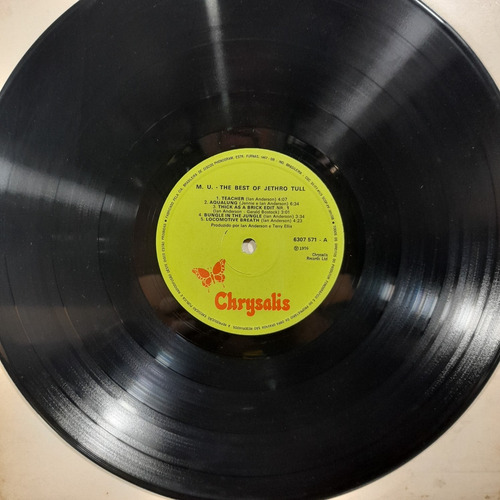 M. U. - THE BEST OF JETHRO TULL
1. TEACHER (Ian Anderson) 4:07
2. AQUALUNG (Jennie e Ian Anderson) 6:34
3. THICK AS A BRICK EDIT NR. 1
(Ian Anderson - Gerald Bostock) 3:01
4. BUNGLE IN THE JUNGLE (Ian Anderson) 3:34
5. LOCOMOTIVE BREATH (Ian Anderson) 4:23
Produzido por Ian Anderson e Terry Ellis
6307 571 - A
Chrysalis
Records Ltd.
Chrysalis